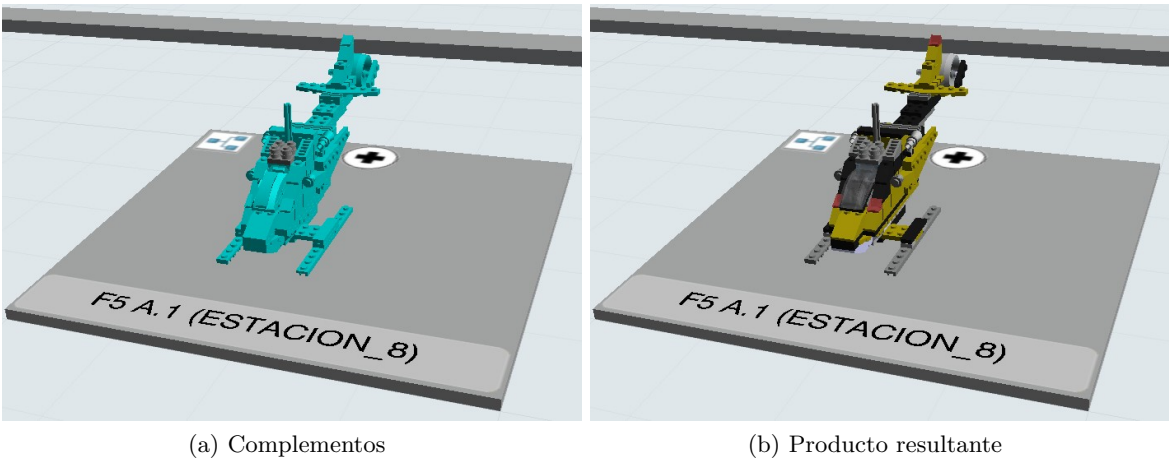 F5 A.1 (ESTACION_8)
F5 A.1 (ESTACION_8)
(a) Complementos
(b) Producto resultante